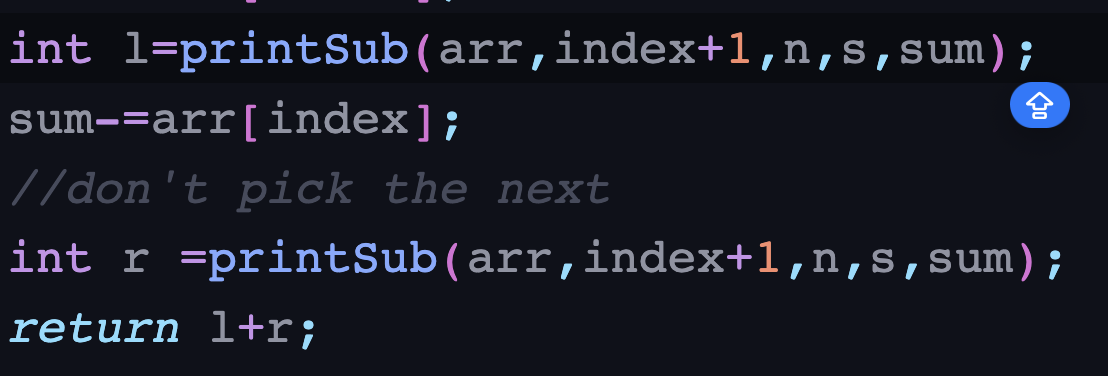 int l=printSub(arr,index+1,n,s,sum);
sum-=arr[index];
//don't pick the next
int r =printSub(arr,index+1,n,s,sum);
return l+r;